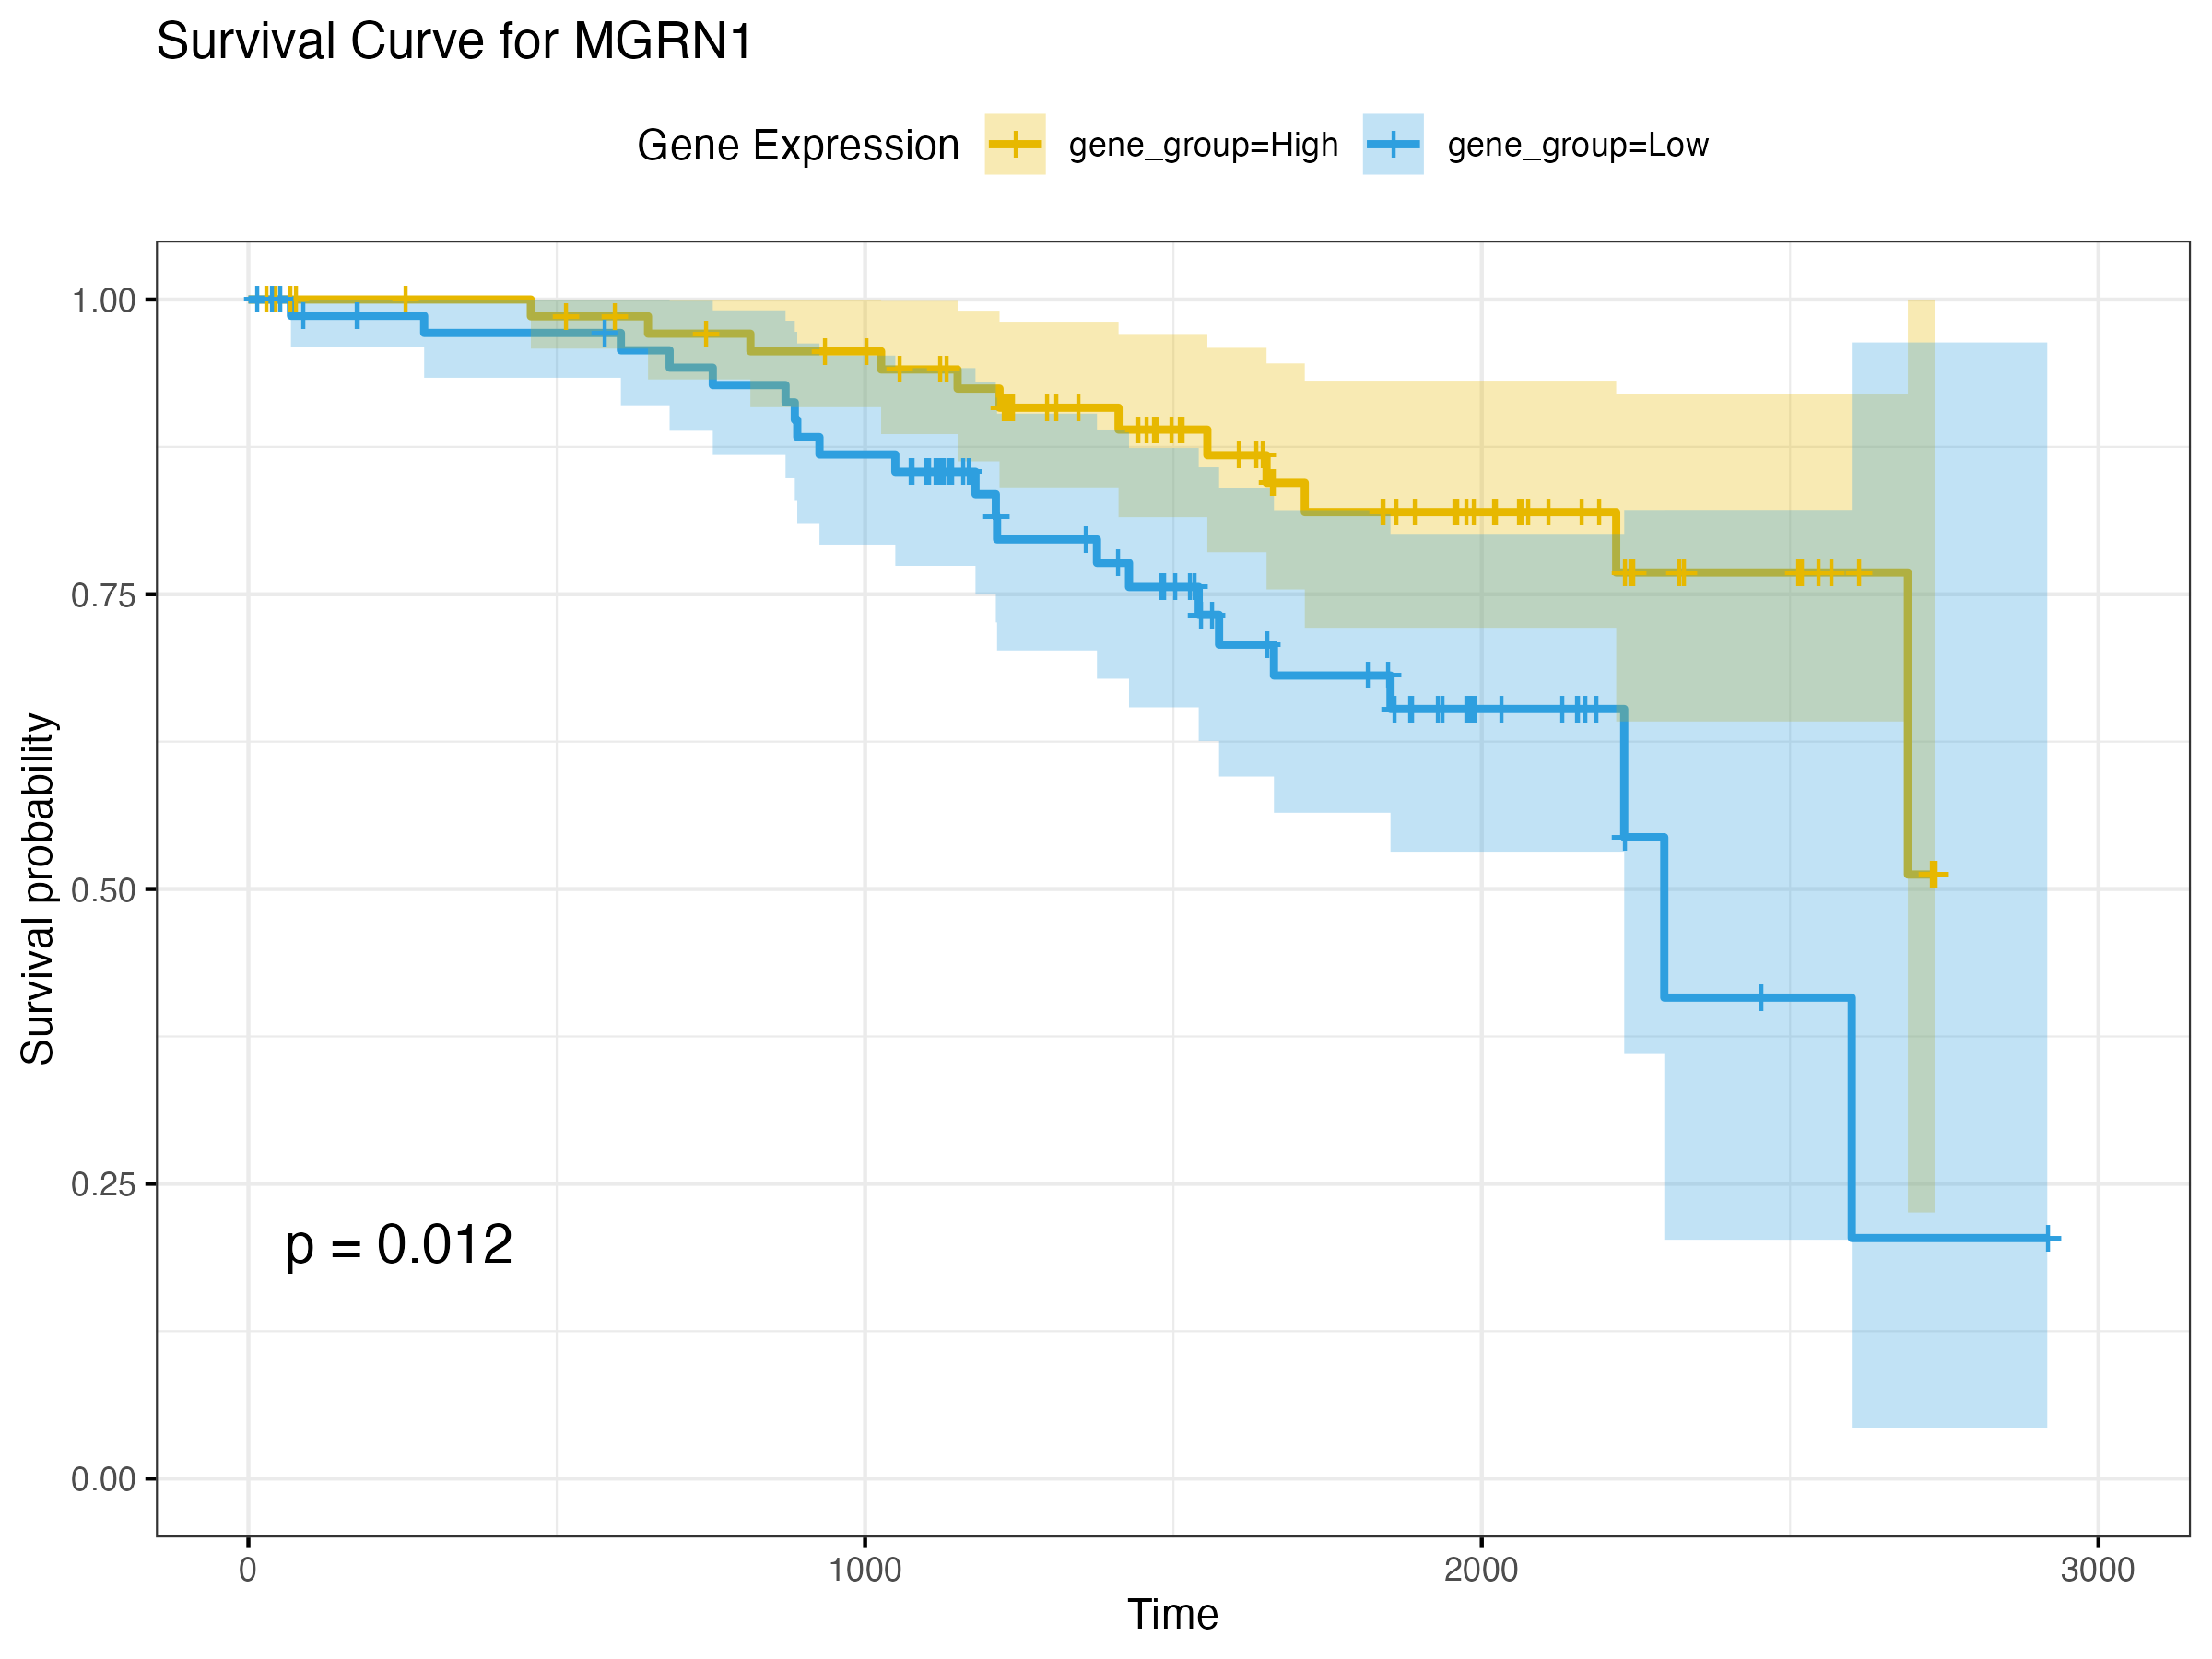 Survival Curve for MGRN1
Gene Expression gene_group=High gene_group=Low
1.00
0.75
0.50
0.25
0.00
Survival probability
p = 0.012
0 1000 2000 3000
Time